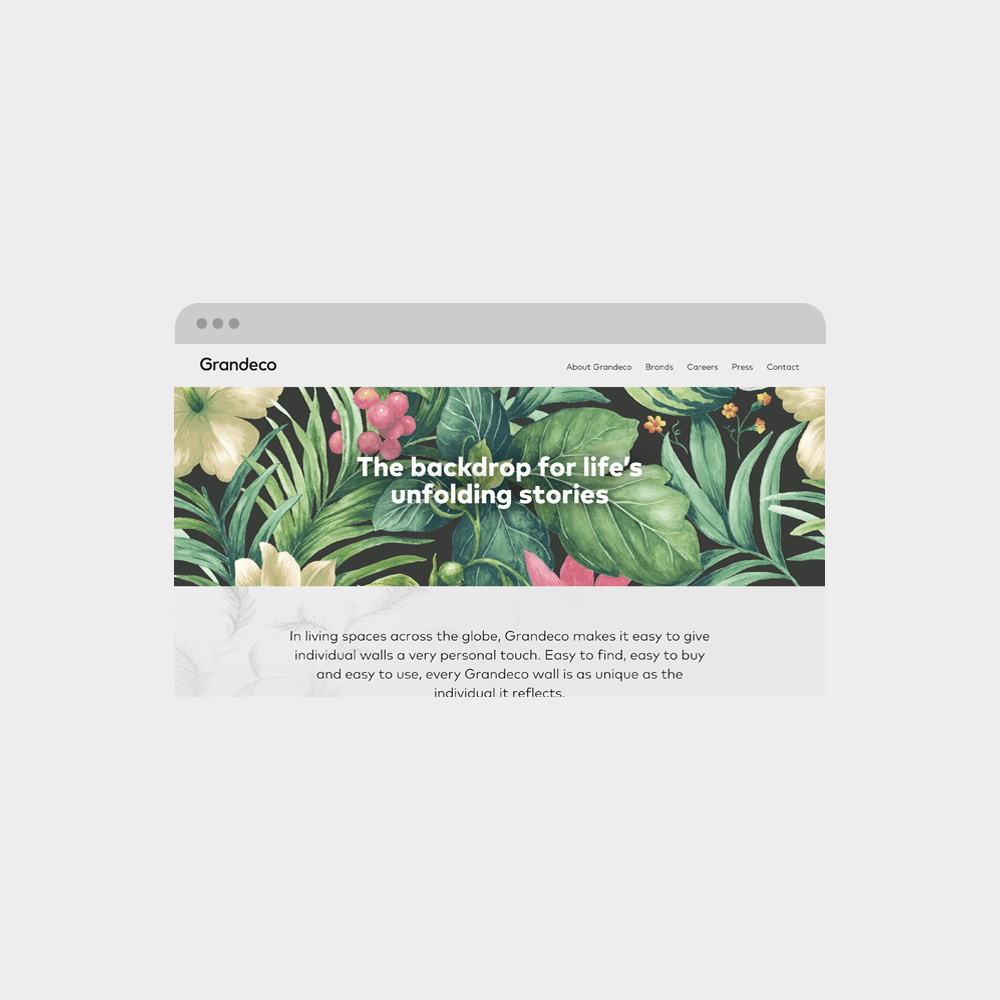 Grandeco
About Grandeco Brands Careers Press Contact
The backdrop for life's
unfolding stories
In living spaces across the globe, Grandeco makes it easy to give
individual walls a very personal touch. Easy to find, easy to buy
and easy to use, every Grandeco wall is as unique as the
individual it reflects.